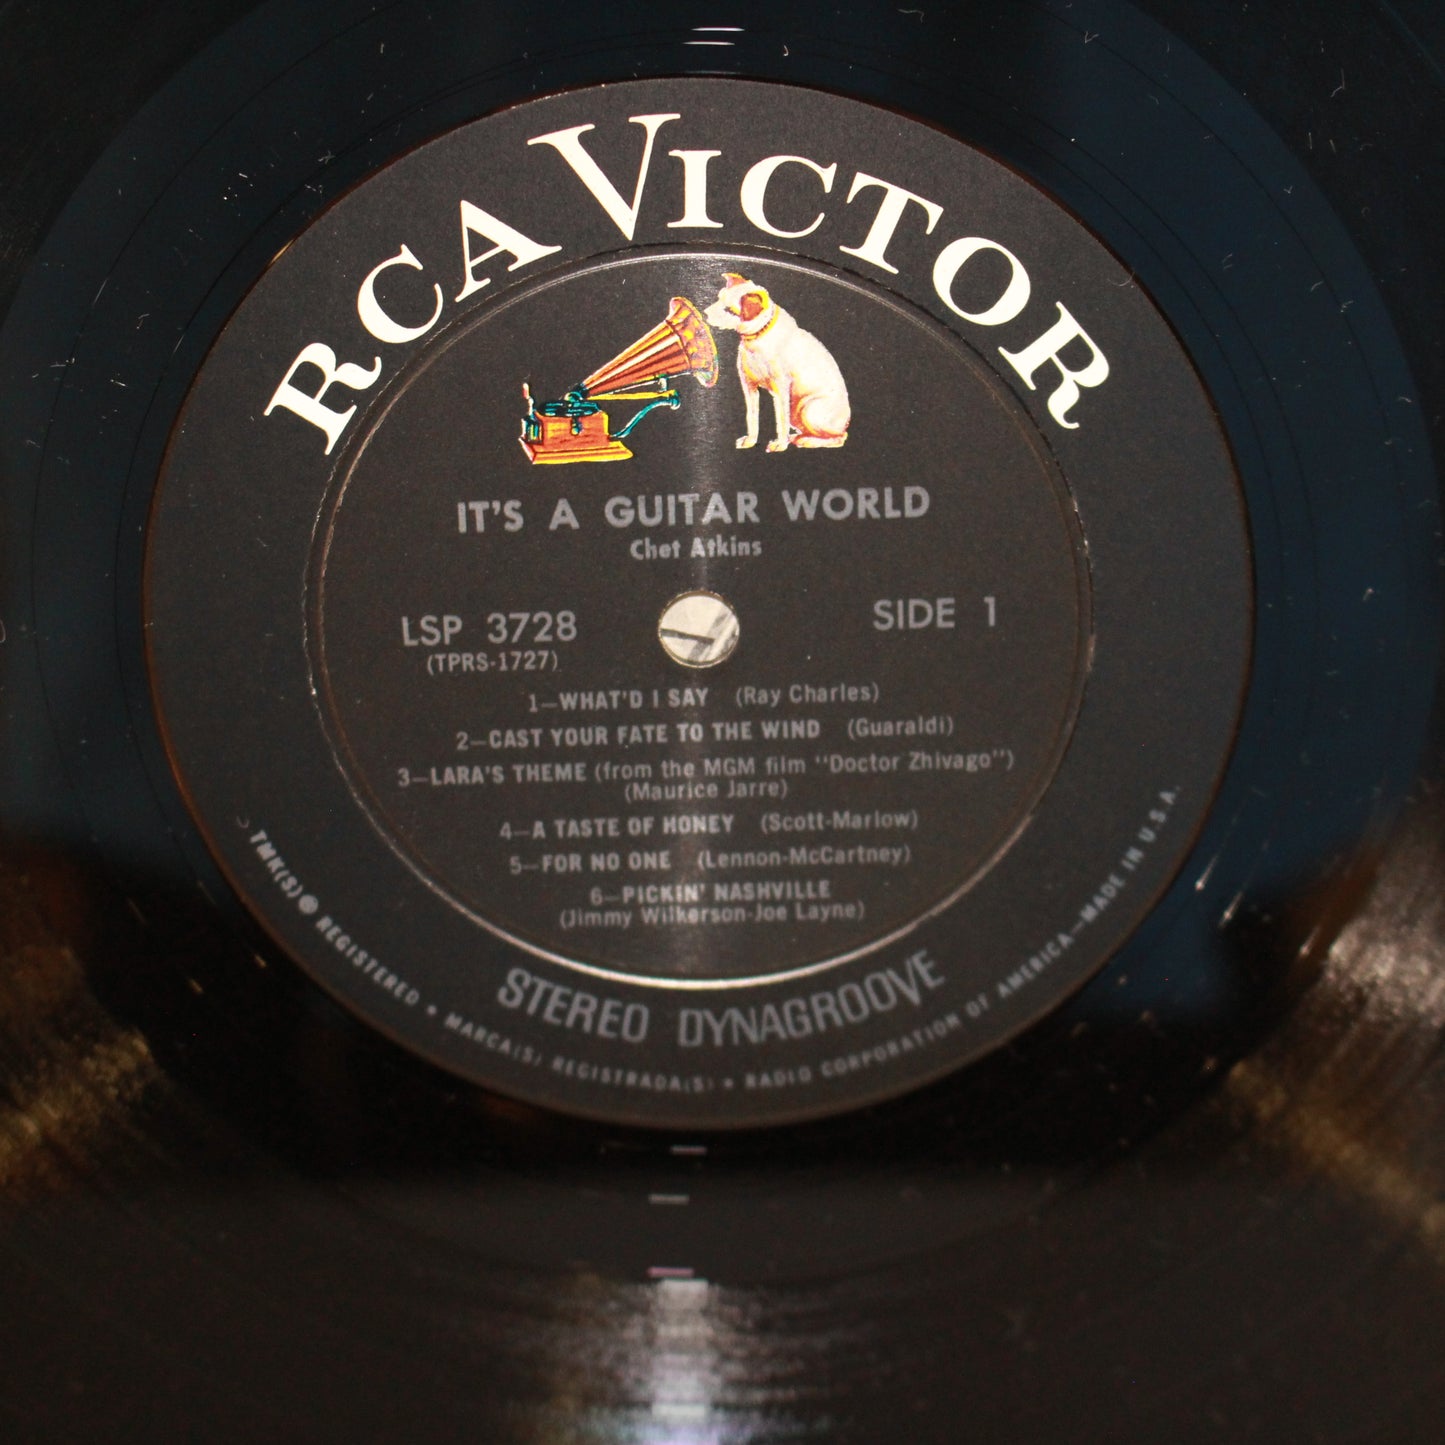 RCA VICTOR
IT'S A GUITAR WORLD
Chet Atkins
LSP 3728
(TPRS-1727)
SIDE 1
1—WHAT'D I SAY (Ray Charles)
2—CAST YOUR FATE TO THE WIND (Guaraldi)
3—LARA'S THEME (from the MGM film "Doctor Zhivago")
(Maurice Jarre)
4—A TASTE OF HONEY (Scott-Marlow)
5—FOR NO ONE (Lennon-McCartney)
6—PICKIN' NASHVILLE
(Jimmy Wilkerson-Joe Layne)
STEREO DYNAGROOVE
TMK(S) ® REGISTERED • MARCA(S) REGISTRADA(S) • RADIO CORPORATION OF AMERICA—MADE IN U.S.A.